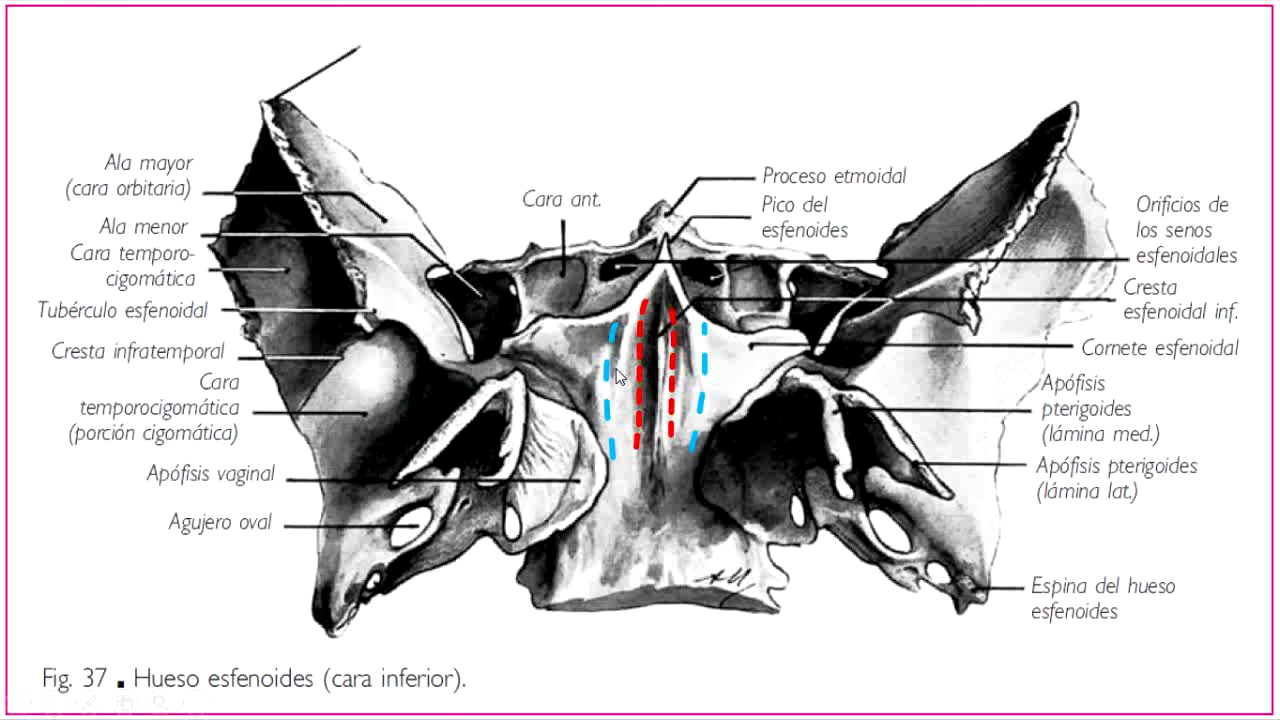 Ala mayor
(cara orbitaria)
Ala menor
Cara temporo-
cigomática
Tubérculo esfenoidal
Cresta infratemporal
Cara
temporocigomática
(porción cigomática)
Apófisis vaginal
Agujero oval
Cara ant.
Proceso etmoidal
Pico del
esfenoides
Orificios de
los senos
esfenoidales
Cresta
esfenoidal inf.
Cornete esfenoidal
Apófisis
pterigoides
(lámina med.)
Apófisis pterigoides
(lámina lat.)
Espina del hueso
esfenoides
Fig. 37 ▪ Hueso esfenoides (cara inferior).